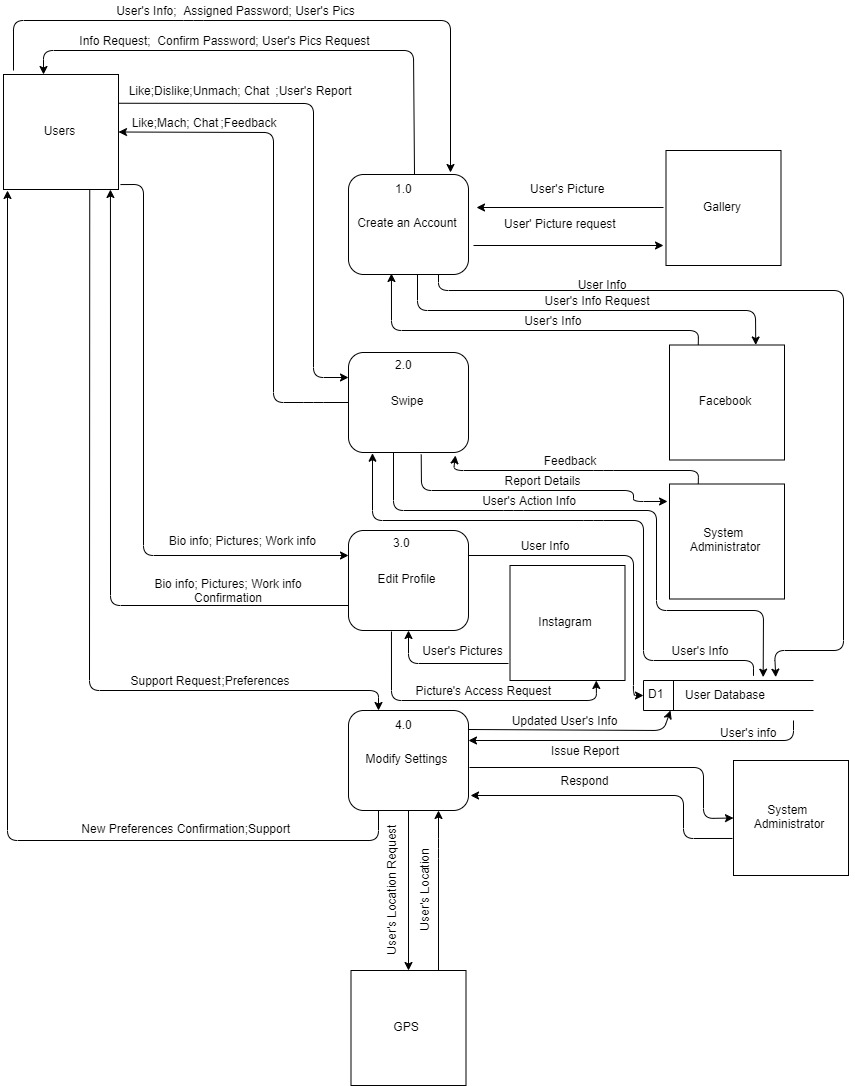 User's Info;  Assigned Password; User's Pics
Info Request;  Confirm Password; User's Pics Request
Like;Dislike;Unmach; Chat  ;User's Report
Like;Mach; Chat ;Feedback
Users
1.0
Create an Account
User's Picture
User' Picture request
Gallery
User Info
User's Info Request
User's Info
2.0
Swipe
Facebook
Feedback
Report Details
User's Action Info
System
Administrator
3.0
Edit Profile
Bio info; Pictures; Work info
User Info
Bio info; Pictures; Work info
Confirmation
Instagram
User's Pictures
User's Info
Support Request;Preferences
Picture's Access Request
D1
User Database
4.0
Modify Settings
Updated User's Info
User's info
Issue Report
Respond
System
Administrator
New Preferences Confirmation;Support
User's Location Request
User's Location
GPS